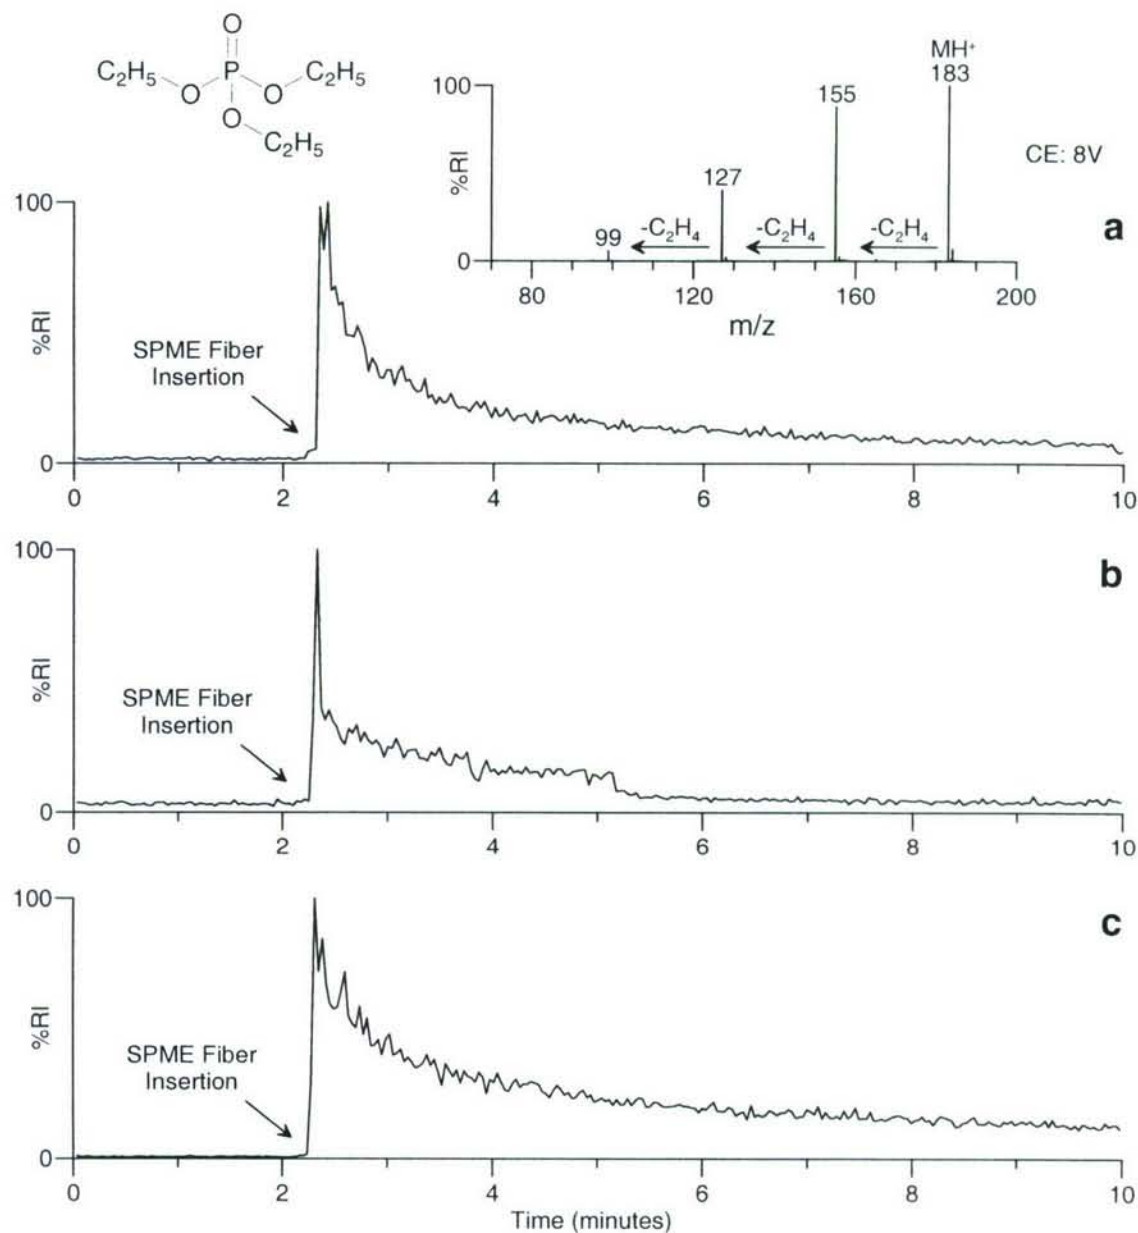 O
C₂H₅ P C₂H₅
O O
O
C₂H₅
MH⁺
183
100
155
CE: 8V
%RI
127
99
-C₂H₄ -C₂H₄ -C₂H₄
0
80 120 160 200
m/z
a
100
%RI
SPME Fiber
Insertion
0
0 2 4 6 8 10
b
100
%RI
SPME Fiber
Insertion
0
0 2 4 6 8 10
c
100
%RI
SPME Fiber
Insertion
0
0 2 4 6 8 10
Time (minutes)